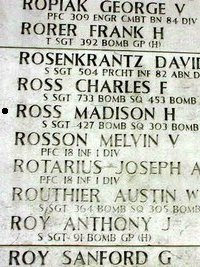 ROPIAK GEORGE V
PFC 309 ENGR CMBT BN 84 DIV
RORER FRANK H
T SGT 392 BOMB GP (H)
ROSENKRANTZ DAVID
S SGT 504 PRCHT INF 82 ABN D
ROSS CHARLES F
S SGT 733 BOMB SQ 453 BOMB
ROSS MADISON H
S SGT 427 BOMB SQ 303 BOMB
ROSSON MELVIN V
PFC 18 INF 1 DIV
ROTARIUS JOSEPH A
PFC 18 INF 1 DIV
ROUTHIER AUSTIN W
S SGT 364 BOMB SQ 305 BOMB
ROY ANTHONY J
S SGT 91 BOMB GP (H)
ROY SANFORD G